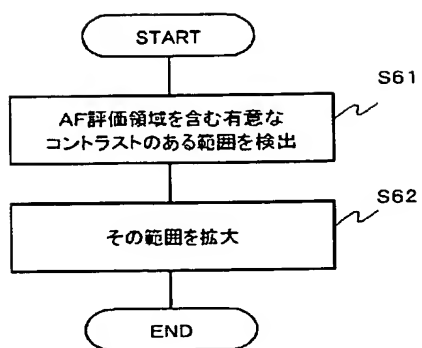 START
S61
AF評価領域を含む有意な
コントラストのある範囲を検出
S62
その範囲を拡大
END